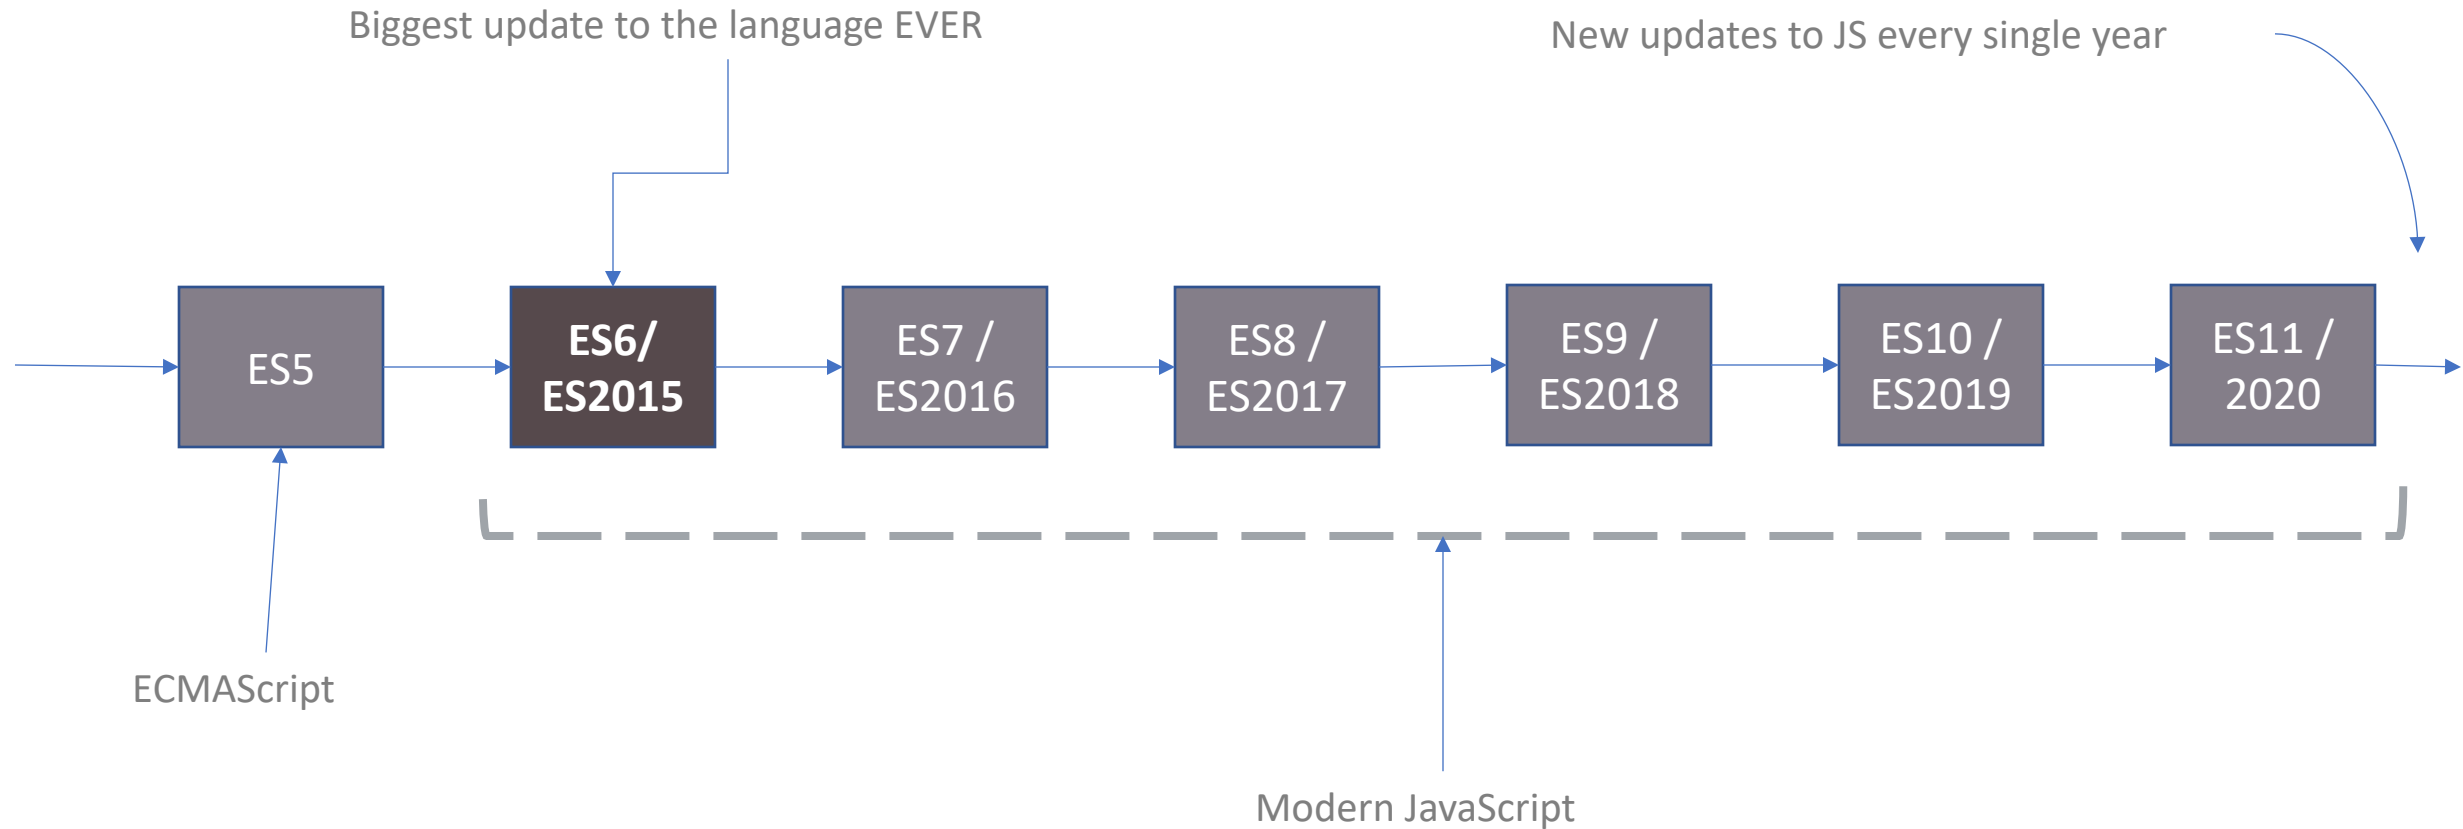 Biggest update to the language EVER
New updates to JS every single year
ES5
ES6/
ES2015
ES7 /
ES2016
ES8 /
ES2017
ES9 /
ES2018
ES10 /
ES2019
ES11 /
2020
ECMAScript
Modern JavaScript